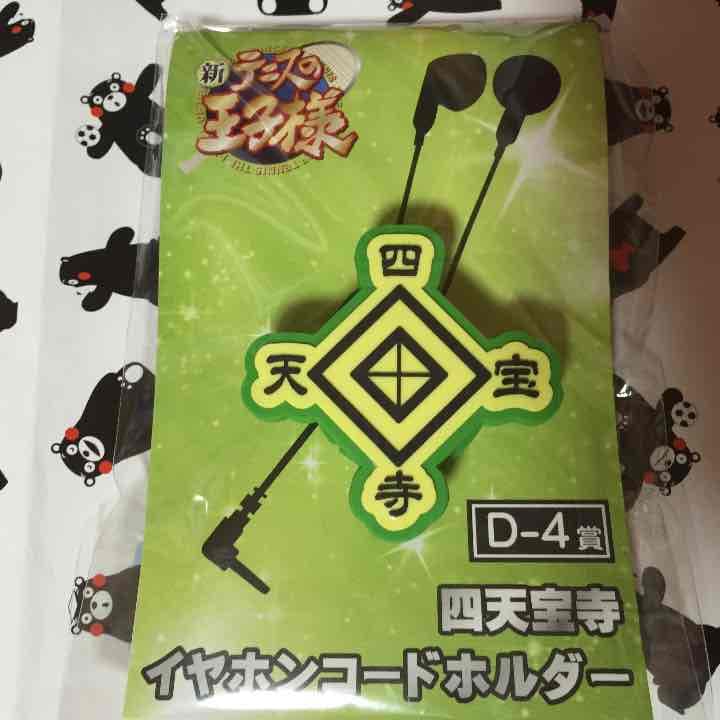 新テニスの
王子様
四
天 宝
寺
D-4賞
四天宝寺
イヤホンコードホルダー